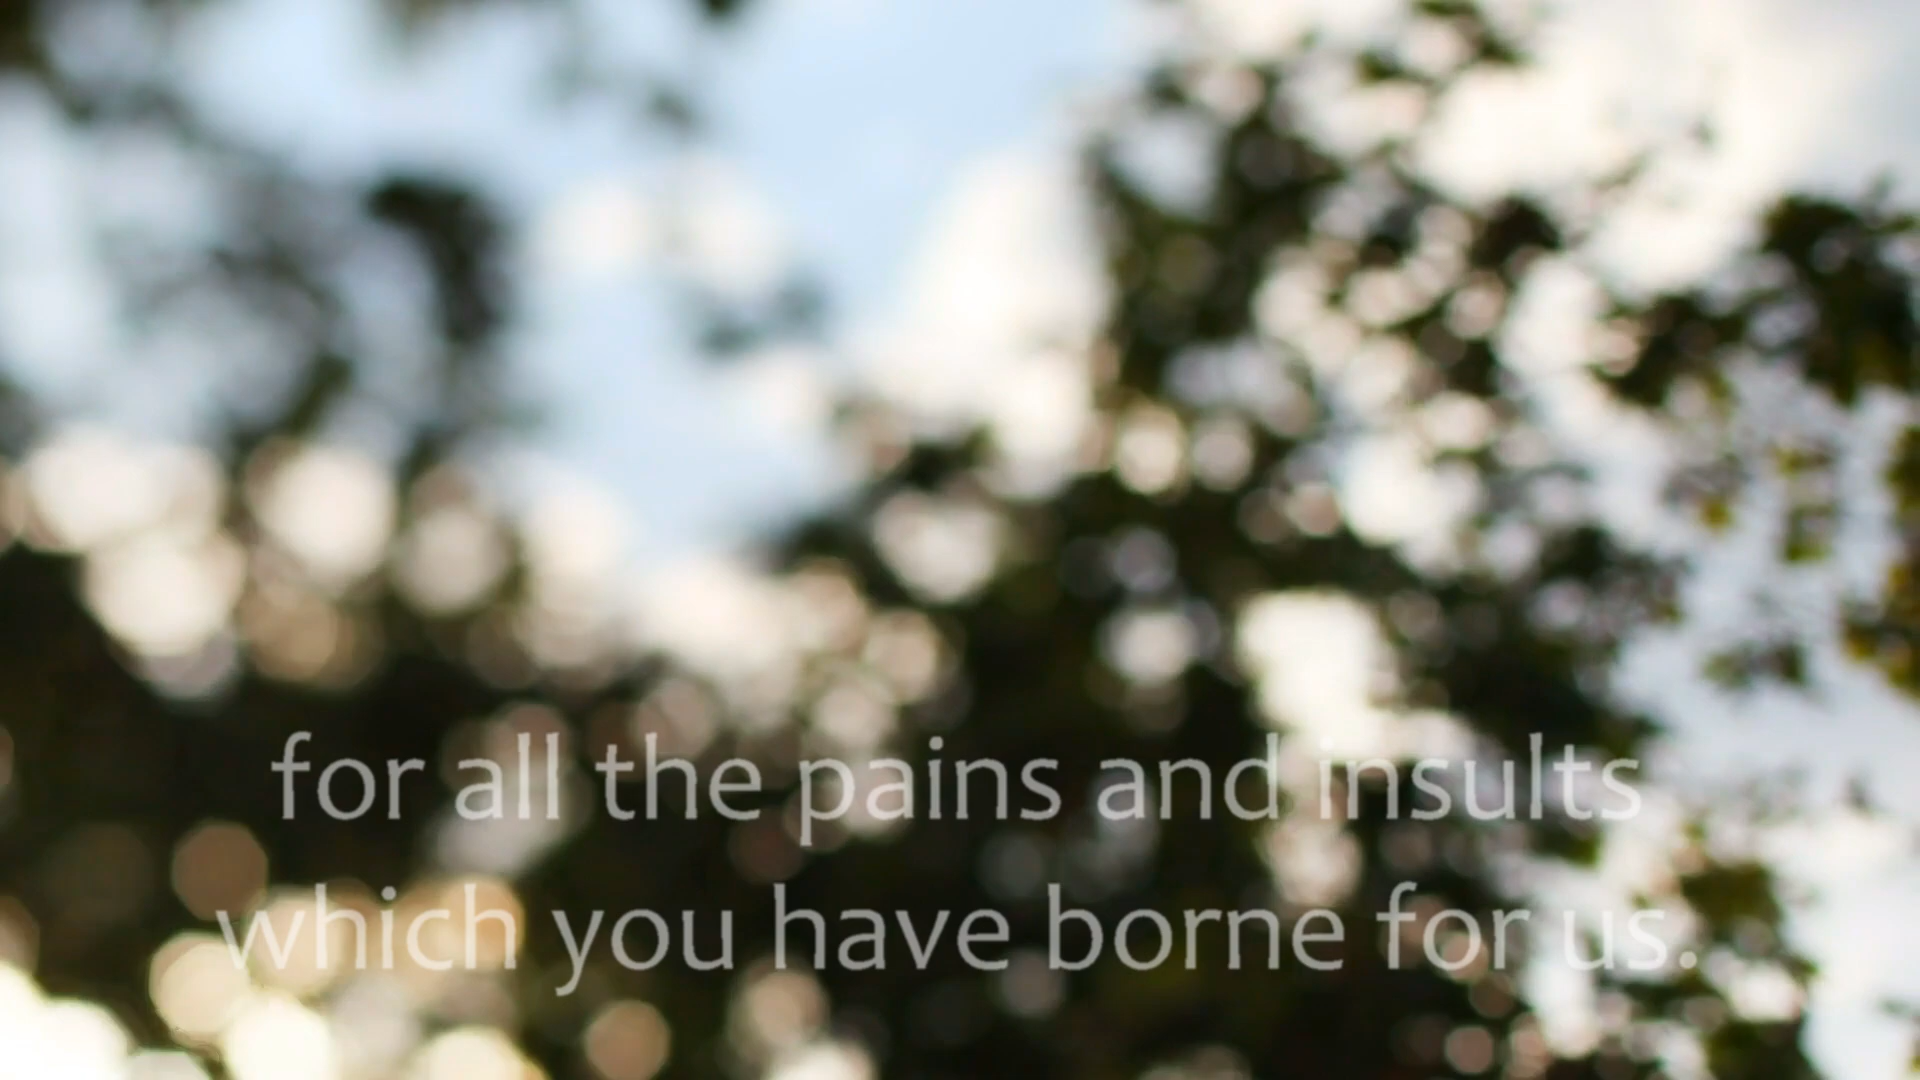 for all the pains and insults
which you have borne for us.